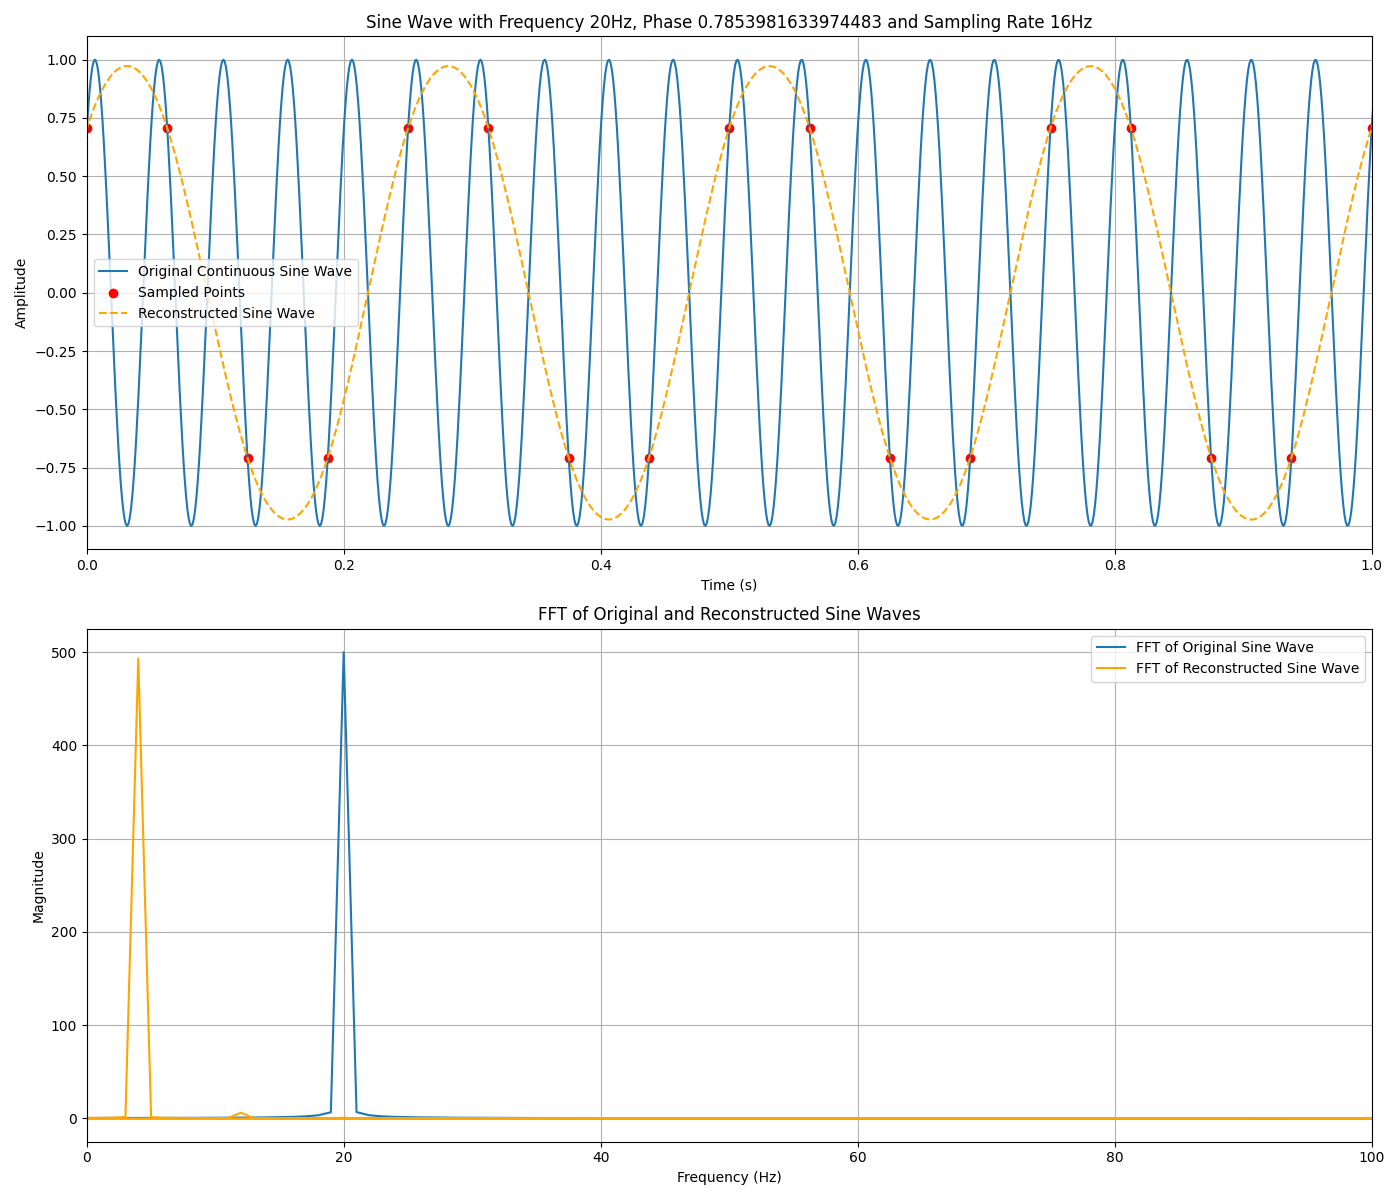 Sine Wave with Frequency 20Hz, Phase 0.7853981633974483 and Sampling Rate 16Hz
Amplitude
1.00
0.75
0.50
0.25
0.00
−0.25
−0.50
−0.75
−1.00
Original Continuous Sine Wave
Sampled Points
Reconstructed Sine Wave
0.0 0.2 0.4 0.6 0.8 1.0
Time (s)
FFT of Original and Reconstructed Sine Waves
Magnitude
500
400
300
200
100
0
FFT of Original Sine Wave
FFT of Reconstructed Sine Wave
0 20 40 60 80 100
Frequency (Hz)